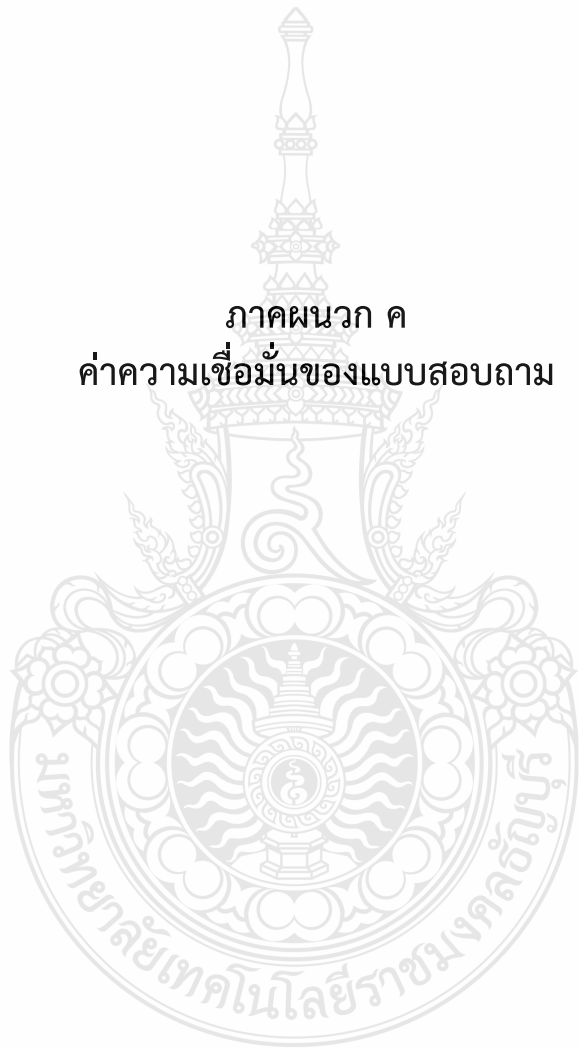 ภาคผนวก ค
ค่าความเชื่อมั่นของแบบสอบถาม
มหาวิทยาลัยเทคโนโลยีราชมงคลธัญบุรี